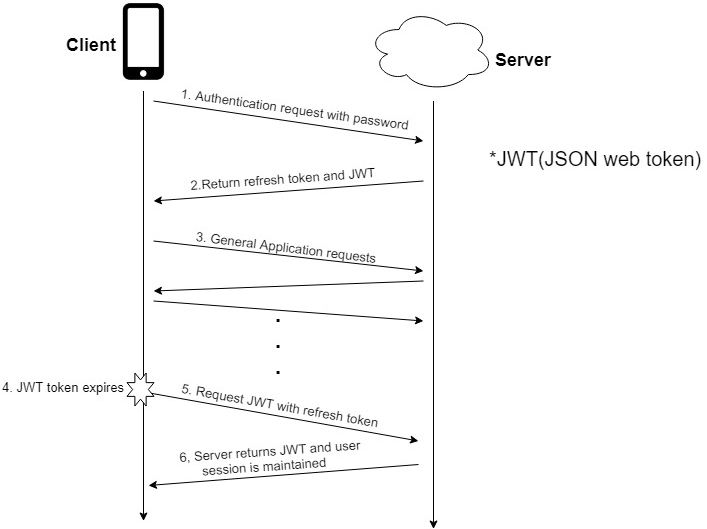 Client
Server
1. Authentication request with password
*JWT(JSON web token)
2.Return refresh token and JWT
3. General Application requests
4. JWT token expires
5. Request JWT with refresh token
6, Server returns JWT and user
session is maintained